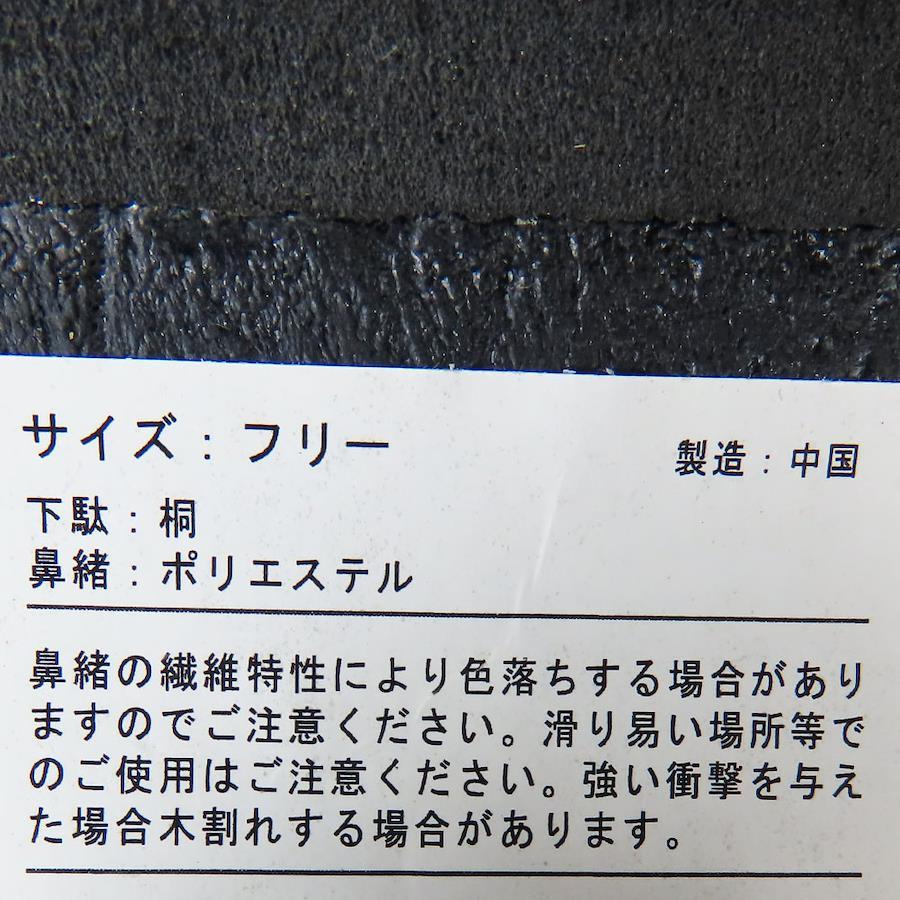 サイズ：フリー
製造：中国
下駄：桐
鼻緒：ポリエステル
鼻緒の繊維特性により色落ちする場合があり
ますのでご注意ください。滑り易い場所等で
のご使用はご注意ください。強い衝撃を与え
た場合木割れする場合があります。